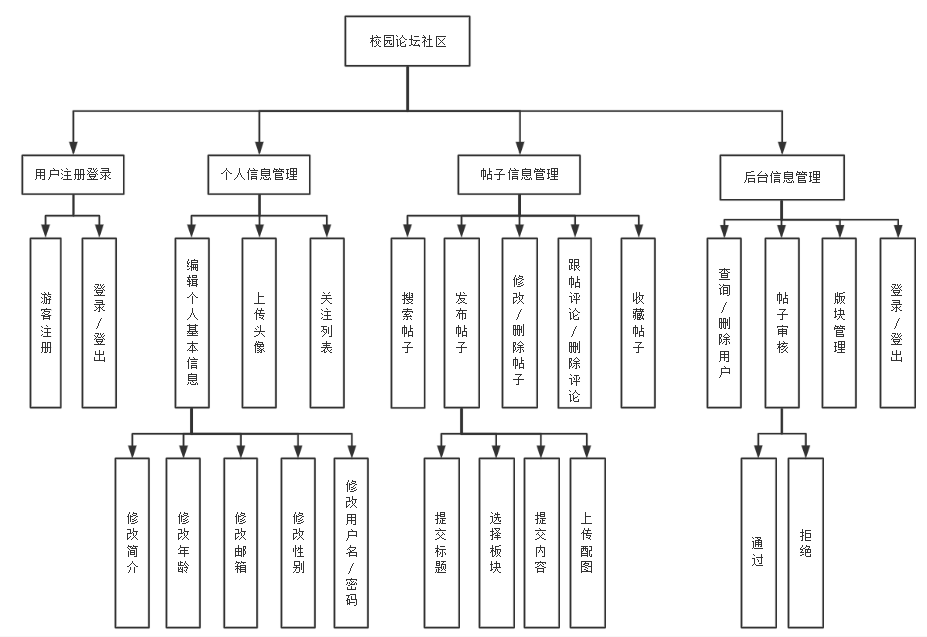 校园论坛社区
用户注册登录
个人信息管理
帖子信息管理
后台信息管理
游客注册
登录/登出
编辑个人基本信息
上传头像
关注列表
搜索帖子
发布帖子
修改/删除帖子
跟帖评论/删除评论
收藏帖子
查询/删除用户
帖子审核
版块管理
登录/登出
修改简介
修改年龄
修改邮箱
修改性别
修改用户名/密码
提交标题
选择板块
提交内容
上传配图
通过
拒绝